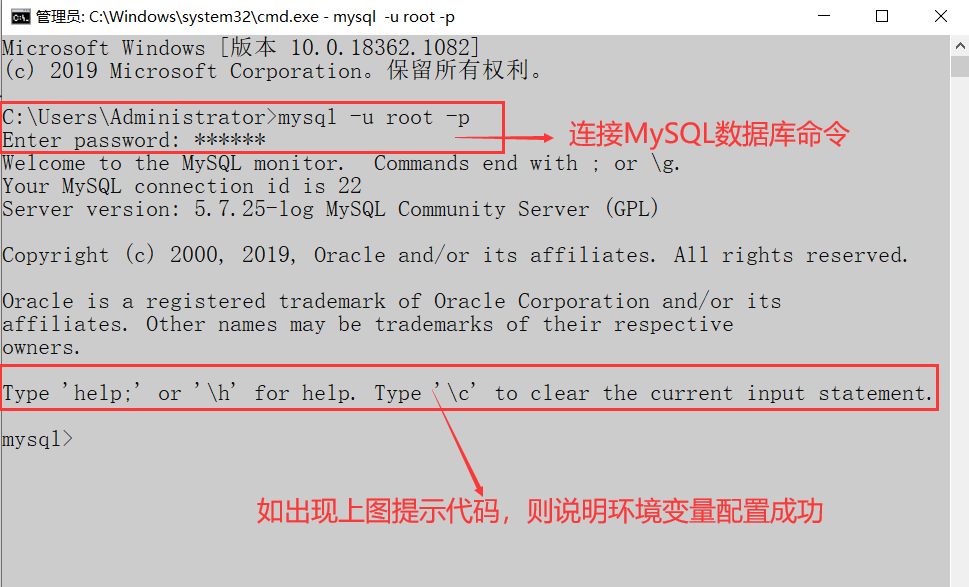 管理员: C:\Windows\system32\cmd.exe - mysql  -u root -p
Microsoft Windows [版本 10.0.18362.1082]
(c) 2019 Microsoft Corporation。保留所有权利。
C:\Users\Administrator>mysql -u root -p
Enter password: ******
连接MySQL数据库命令
Welcome to the MySQL monitor.  Commands end with ; or \g.
Your MySQL connection id is 22
Server version: 5.7.25-log MySQL Community Server (GPL)
Copyright (c) 2000, 2019, Oracle and/or its affiliates. All rights reserved.
Oracle is a registered trademark of Oracle Corporation and/or its
affiliates. Other names may be trademarks of their respective
owners.
Type 'help;' or '\h' for help. Type '\c' to clear the current input statement.
mysql>
如出现上图提示代码，则说明环境变量配置成功